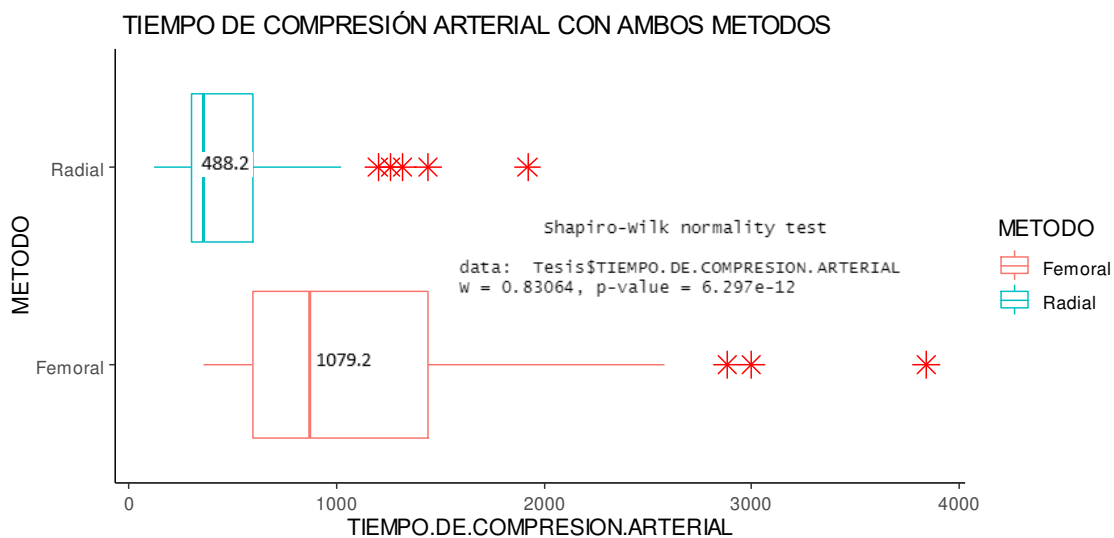 TIEMPO DE COMPRESIÓN ARTERIAL CON AMBOS METODOS
METODO
Radial
Femoral
488.2
1079.2
Shapiro-Wilk normality test
data:  Tesis$TIEMPO.DE.COMPRESION.ARTERIAL
W = 0.83064, p-value = 6.297e-12
METODO
Femoral
Radial
0 1000 2000 3000 4000
TIEMPO.DE.COMPRESION.ARTERIAL